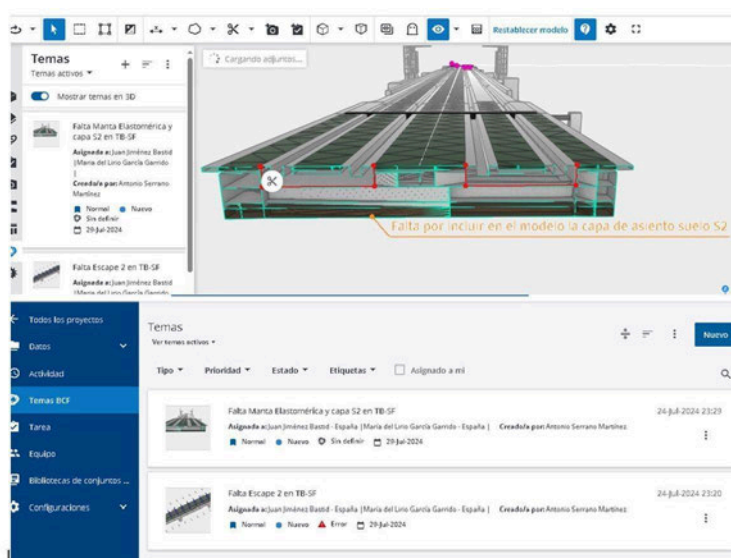 Restablecer modelo
Temas
Temas activos
Mostrar temas en 3D
Falta Manta Elastomérica y
capa S2 en TB-SF
Asignada a: Juan Jiménez Bastid
|María del Lirio García Garrido
|
Creado/a por: Antonio Serrano
Martínez
Normal Nuevo
Sin definir
29-Jul-2024
Falta Escape 2 en TB-SF
Asignada a: Juan Jiménez Bastid
|María del Lirio García Garrido
Cargando adjuntos...
Falta por incluir en el modelo la capa de asiento suelo S2
Todos los proyectos
Datos
Actividad
Temas BCF
Tarea
Equipo
Bibliotecas de conjuntos ...
Configuraciones
Temas
Ver temas activos
Nuevo
Tipo Prioridad Estado Etiquetas Asignado a mi
Falta Manta Elastomérica y capa S2 en TB-SF 24-Jul-2024 23:29
Asignada a: Juan Jiménez Bastid - España |María del Lirio García Garrido - España | Creado/a por: Antonio Serrano Martínez
Normal Nuevo Sin definir 29-Jul-2024
Falta Escape 2 en TB-SF 24-Jul-2024 23:20
Asignada a: Juan Jiménez Bastid - España |María del Lirio García Garrido - España | Creado/a por: Antonio Serrano Martínez
Normal Nuevo Error 29-Jul-2024